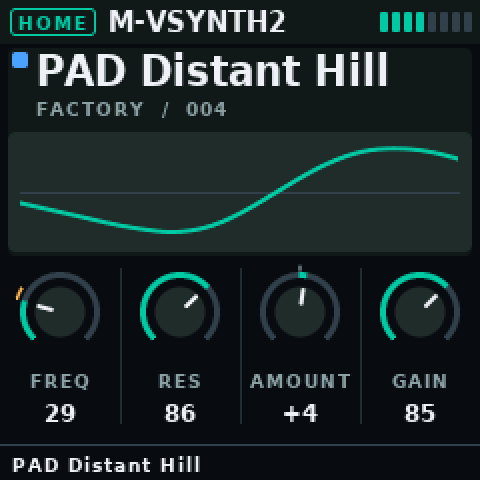 HOME M-VSYNTH2
PAD Distant Hill
FACTORY / 004
FREQ RES AMOUNT GAIN
29 86 +4 85
PAD Distant Hill